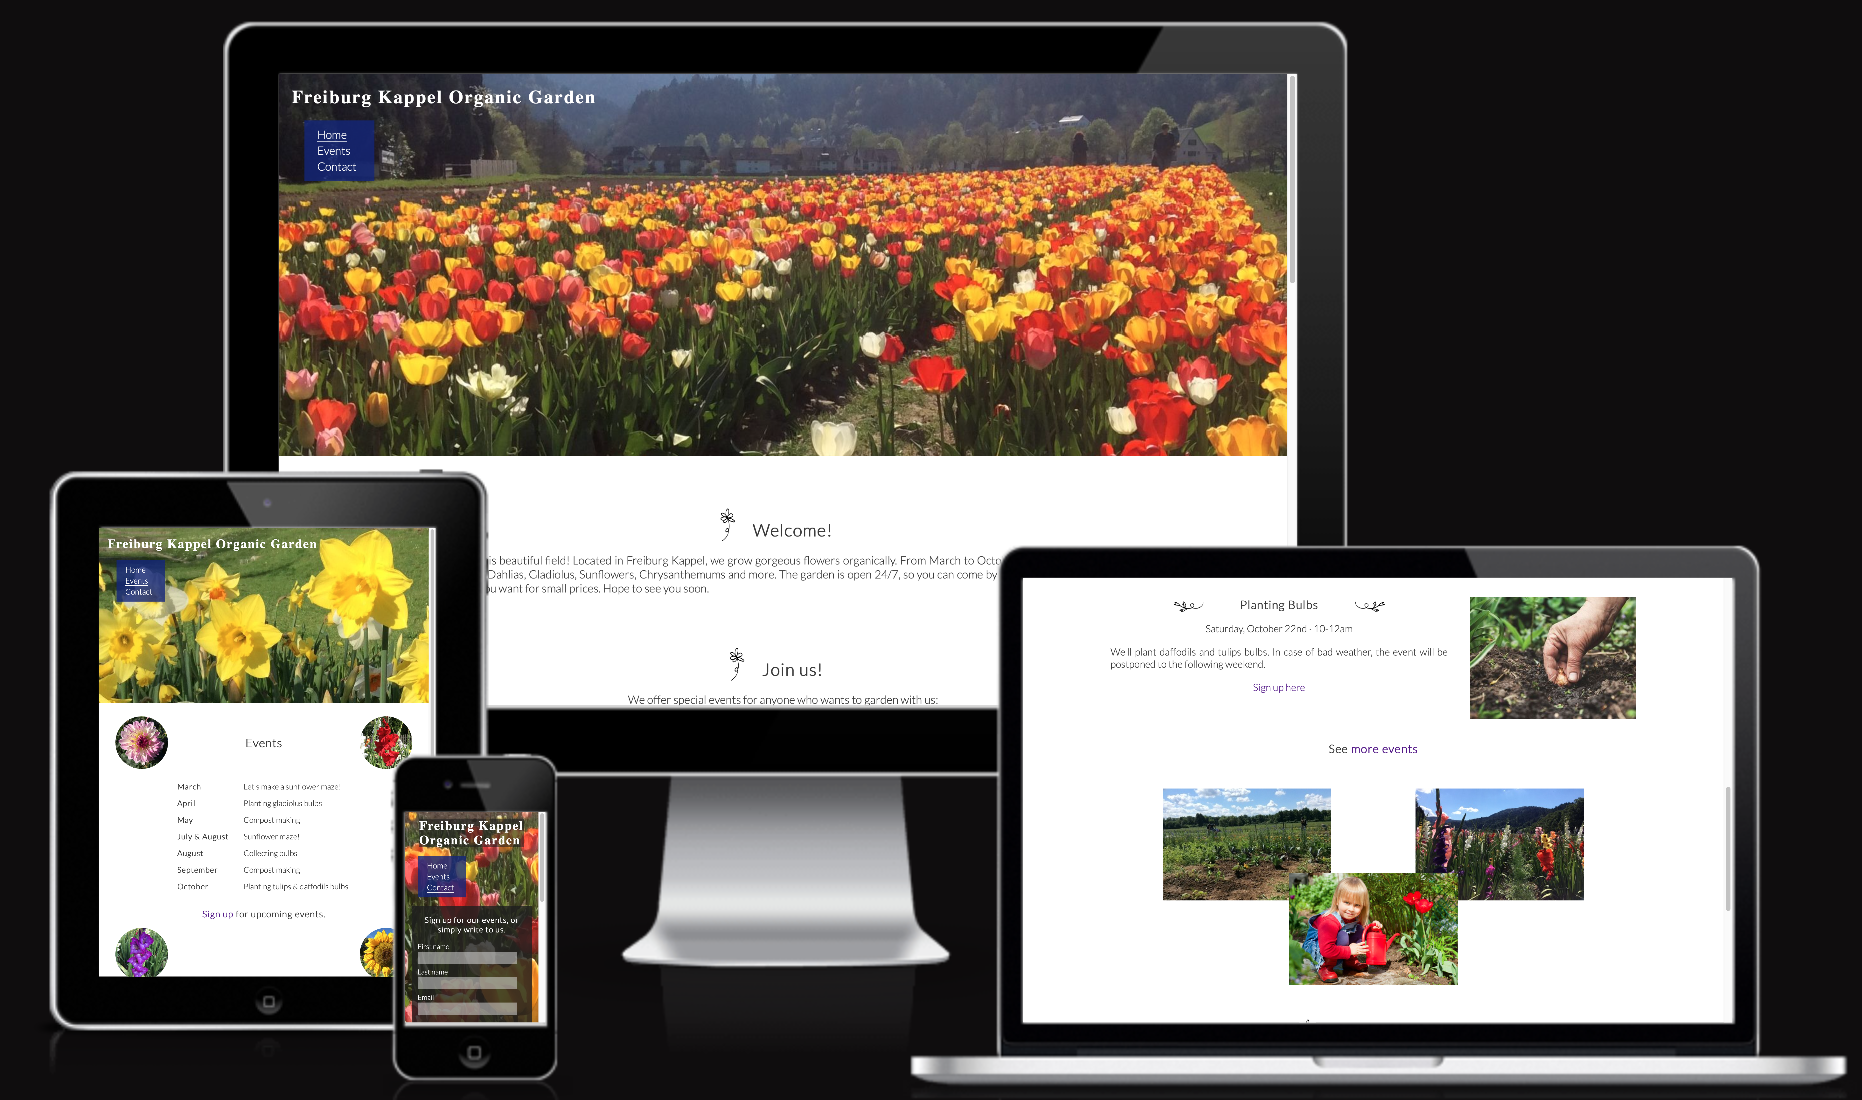 Freiburg Kappel Organic Garden
Home
Events
Contact
Welcome!
is beautiful field! Located in Freiburg Kappel, we grow gorgeous flowers organically. From March to Octo
Dahlias, Gladiolus, Sunflowers, Chrysanthemums and more. The garden is open 24/7, so you can come by
ou want for small prices. Hope to see you soon.
Join us!
We offer special events for anyone who wants to garden with us:
Freiburg Kappel Organic Garden
Home
Events
Contact
Events
March Let's make a sunflower maze!
April Planting gladiolus bulbs
May Compost making
July & August Sunflower maze!
August Collecting bulbs
September Compost making
October Planting tulips & daffodils bulbs
Sign up for upcoming events.
Freiburg Kappel
Organic Garden
Home
Events
Contact
Sign up for our events, or
simply write to us.
First name
Last name
Email
Planting Bulbs
Saturday, October 22nd · 10-12am
We'll plant daffodils and tulips bulbs. In case of bad weather, the event will be
postponed to the following weekend.
Sign up here
See more events